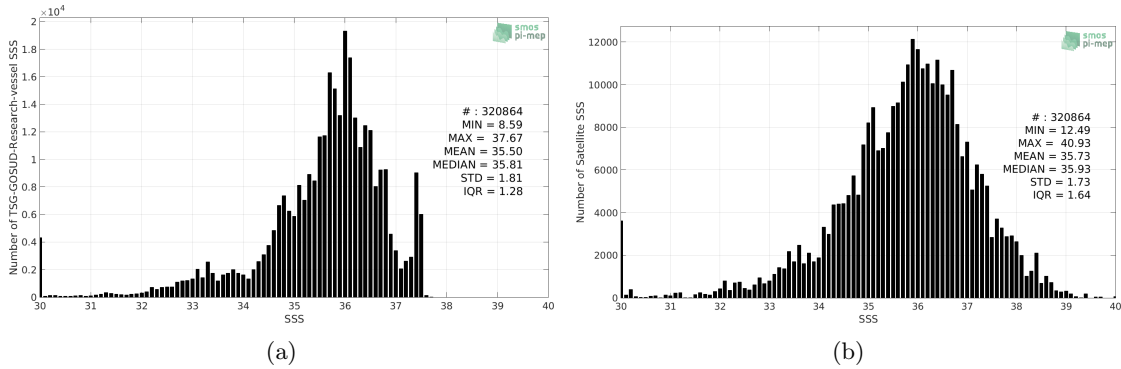 ×10⁴
2
1.8
1.6
1.4
1.2
1
0.8
0.6
0.4
0.2
0
30 31 32 33 34 35 36 37 38 39 40
SSS
Number of TSG-GOSUD-Research-vessel SSS
smos
pi-mep
# : 320864
MIN = 8.59
MAX = 37.67
MEAN = 35.50
MEDIAN = 35.81
STD = 1.81
IQR = 1.28
(a)
12000
10000
8000
6000
4000
2000
0
30 31 32 33 34 35 36 37 38 39 40
SSS
Number of Satellite SSS
smos
pi-mep
# : 320864
MIN = 12.49
MAX = 40.93
MEAN = 35.73
MEDIAN = 35.93
STD = 1.73
IQR = 1.64
(b)